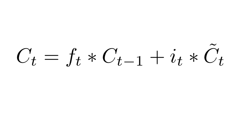 $C_t = f_t * C_{t-1} + i_t * \tilde{C}_t$